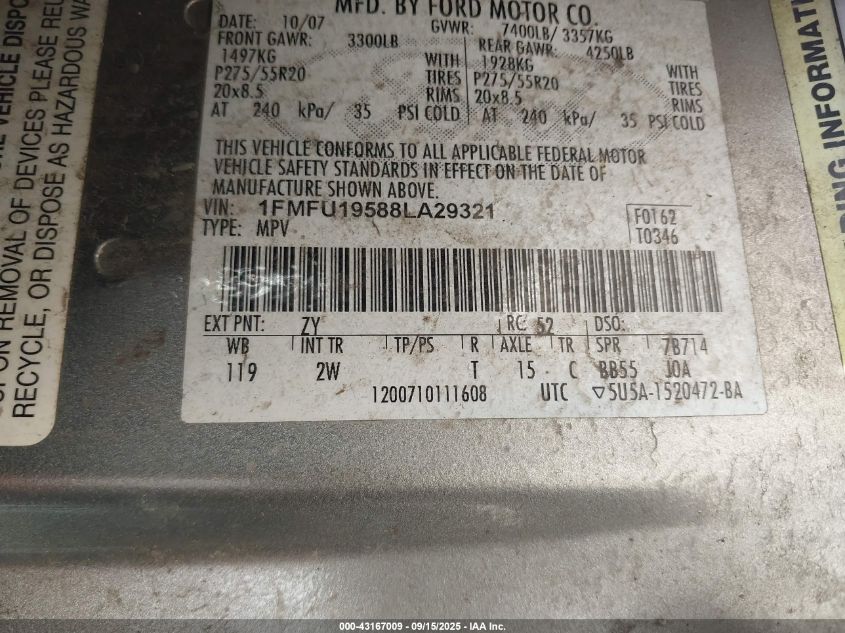 MFD. BY FORD MOTOR CO.
DATE: 10/07 GVWR: 7400LB/ 3357KG
FRONT GAWR: 3300LB REAR GAWR: 4250LB
1497KG WITH 1928KG WITH
P275/55R20 TIRES P275/55R20 TIRES
20x8.5 RIMS 20x8.5 RIMS
AT 240 kPa/ 35 PSI COLD AT 240 kPa/ 35 PSI COLD
THIS VEHICLE CONFORMS TO ALL APPLICABLE FEDERAL MOTOR
VEHICLE SAFETY STANDARDS IN EFFECT ON THE DATE OF
MANUFACTURE SHOWN ABOVE.
VIN: 1FMFU19588LA29321
TYPE: MPV
F0162
T0346
EXT PNT: ZY RC: 52 DSO:
WB INT TR TP/PS R AXLE TR SPR 7B714
119 2W T 15 C BB55 J0A
1200710111608 UTC ▽5U5A-1520472-BA
VEHICLE DISPO
UPON REMOVAL OF DEVICES PLEASE REU
RECYCLE, OR DISPOSE AS HAZARDOUS WA
DING INFORMATI
000-43167009 - 09/15/2025 - IAA Inc.